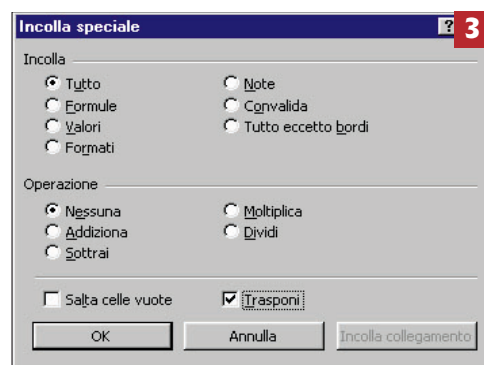 Incolla speciale ? 3
Incolla
Tutto Note
Formule Convalida
Valori Tutto eccetto bordi
Formati
Operazione
Nessuna Moltiplica
Addiziona Dividi
Sottrai
Salta celle vuote Trasponi
OK Annulla Incolla collegamento